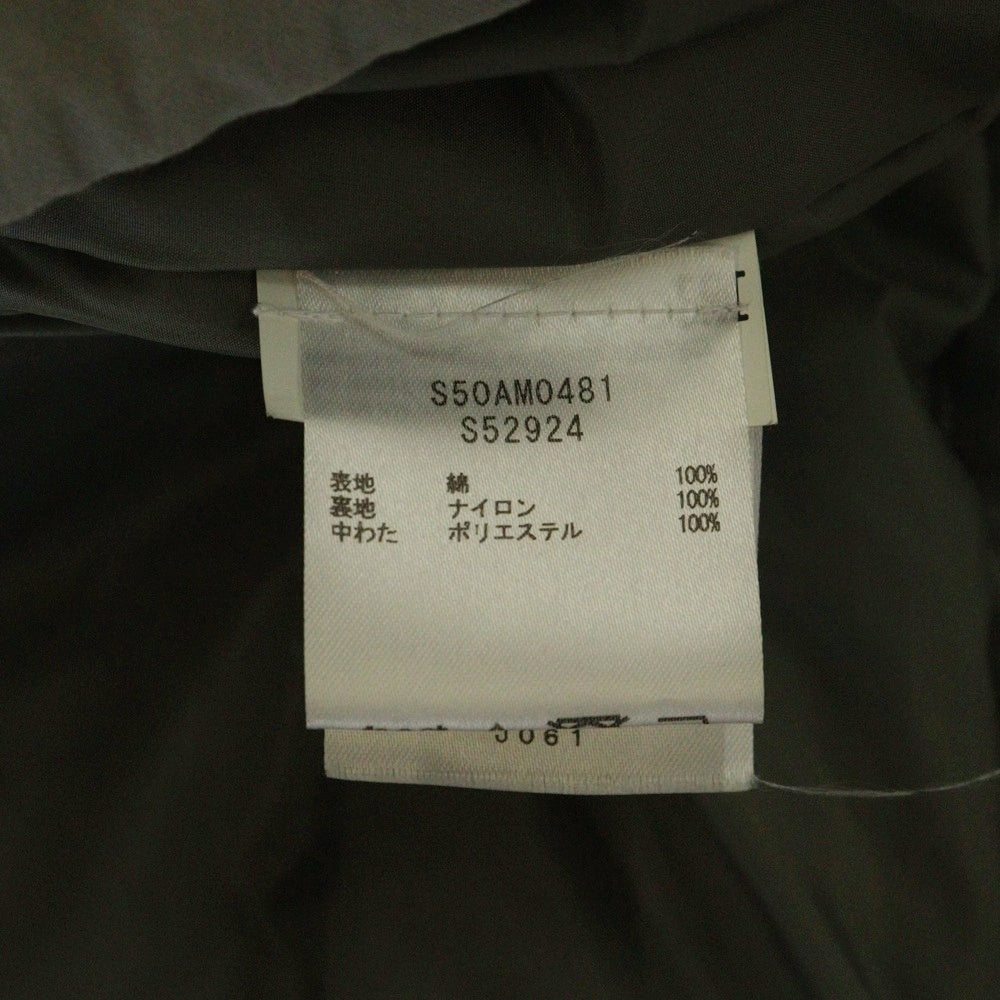 S50AM0481
S52924
表地 綿 100%
裏地 ナイロン 100%
中わた ポリエステル 100%
061